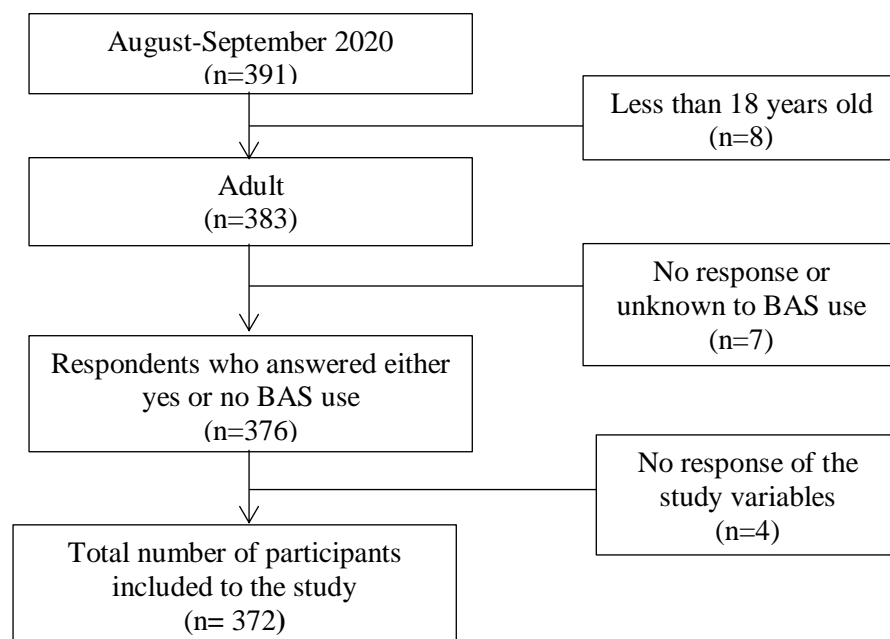 August-September 2020
(n=391)
Less than 18 years old
(n=8)
Adult
(n=383)
No response or
unknown to BAS use
(n=7)
Respondents who answered either
yes or no BAS use
(n=376)
No response of the
study variables
(n=4)
Total number of participants
included to the study
(n= 372)